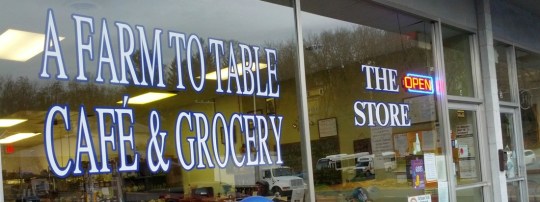 A FARM TO TABLE
CAFÉ & GROCERY
THE
STORE
OPEN